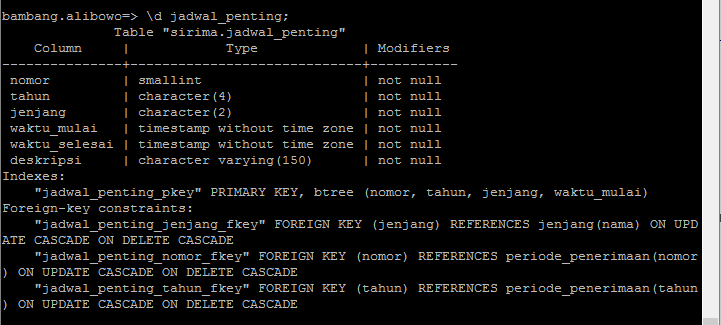 bambang.alibowo=> \d jadwal_penting;
               Table "sirima.jadwal_penting"
    Column     |            Type             | Modifiers
---------------+-----------------------------+-----------
 nomor         | smallint                    | not null
 tahun         | character(4)                | not null
 jenjang       | character(2)                | not null
 waktu_mulai   | timestamp without time zone | not null
 waktu_selesai | timestamp without time zone | not null
 deskripsi     | character varying(150)      | not null
Indexes:
    "jadwal_penting_pkey" PRIMARY KEY, btree (nomor, tahun, jenjang, waktu_mulai)
Foreign-key constraints:
    "jadwal_penting_jenjang_fkey" FOREIGN KEY (jenjang) REFERENCES jenjang(nama) ON UPD
ATE CASCADE ON DELETE CASCADE
    "jadwal_penting_nomor_fkey" FOREIGN KEY (nomor) REFERENCES periode_penerimaan(nomor
) ON UPDATE CASCADE ON DELETE CASCADE
    "jadwal_penting_tahun_fkey" FOREIGN KEY (tahun) REFERENCES periode_penerimaan(tahun
) ON UPDATE CASCADE ON DELETE CASCADE